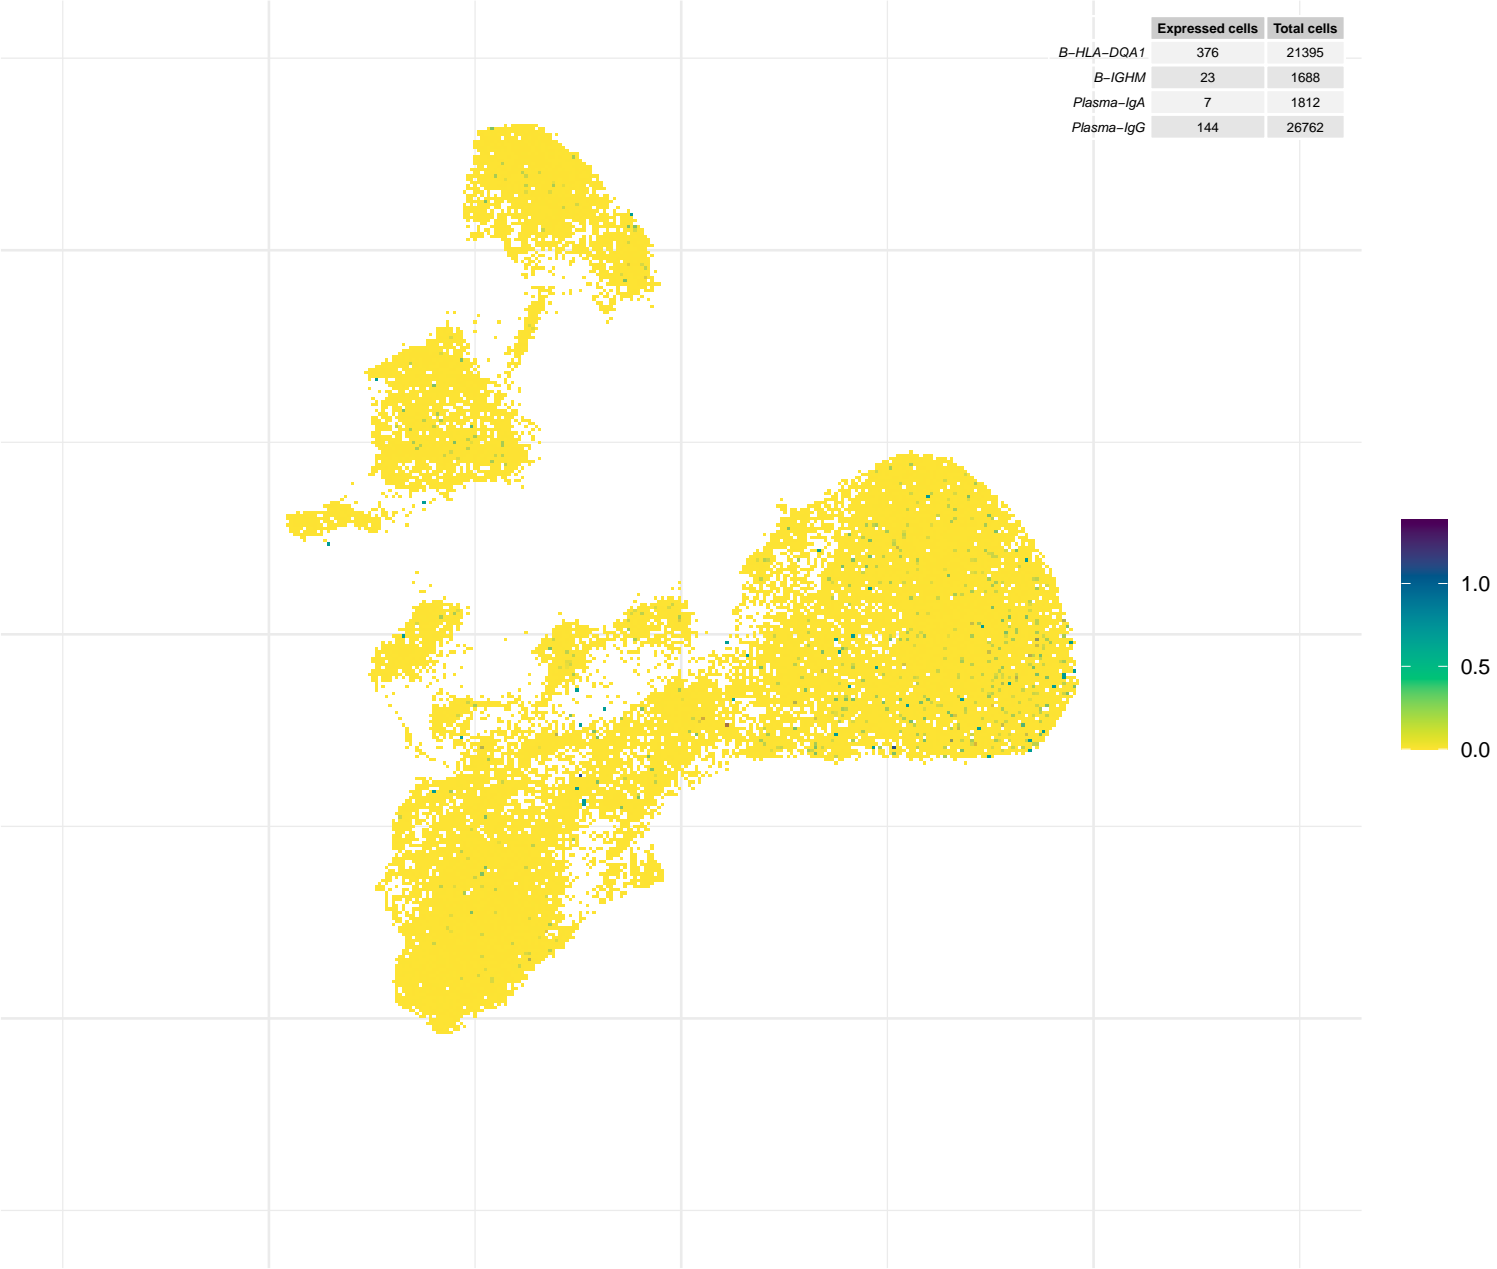 Expressed cells Total cells
B−HLA−DQA1 376 21395
B−IGHM 23 1688
Plasma−IgA 7 1812
Plasma−IgG 144 26762
1.0
0.5
0.0